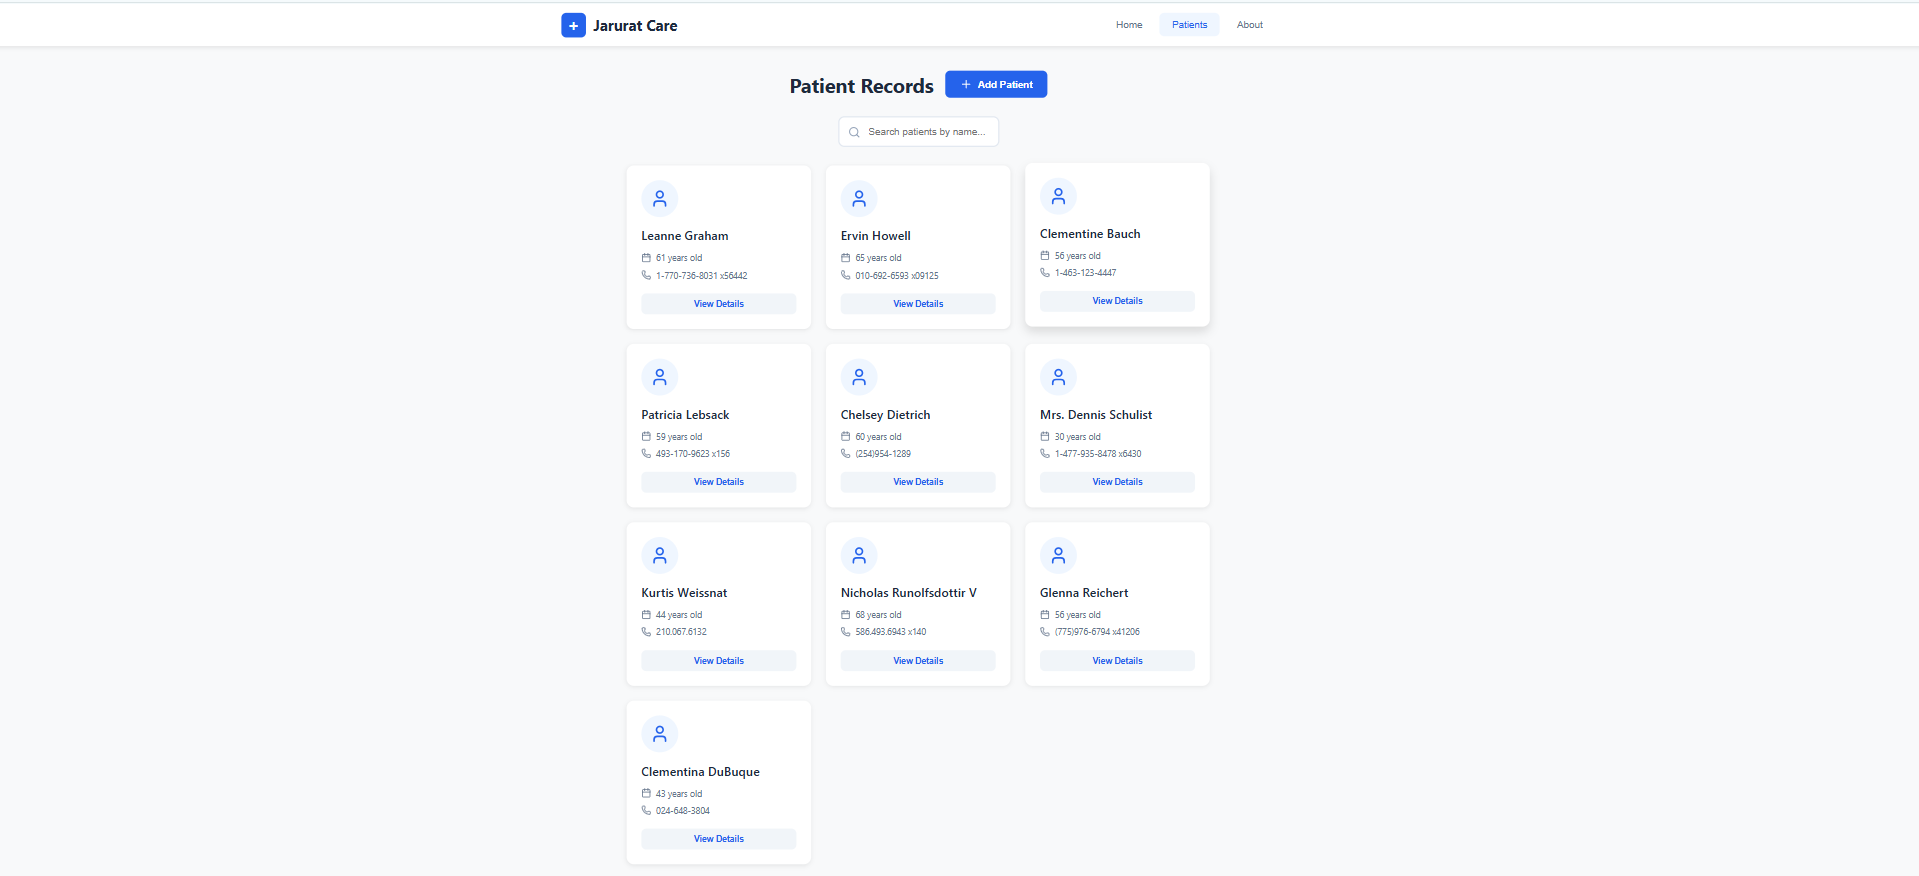 + Jarurat Care
Home Patients About
Patient Records
+ Add Patient
Search patients by name...
Leanne Graham
61 years old
1-770-736-8031 x56442
View Details
Ervin Howell
65 years old
010-692-6593 x09125
View Details
Clementine Bauch
56 years old
1-463-123-4447
View Details
Patricia Lebsack
59 years old
493-170-9623 x156
View Details
Chelsey Dietrich
60 years old
(254)954-1289
View Details
Mrs. Dennis Schulist
30 years old
1-477-935-8478 x6430
View Details
Kurtis Weissnat
44 years old
210.067.6132
View Details
Nicholas Runolfsdottir V
68 years old
586.493.6943 x140
View Details
Glenna Reichert
56 years old
(775)976-6794 x41206
View Details
Clementina DuBuque
43 years old
024-648-3804
View Details